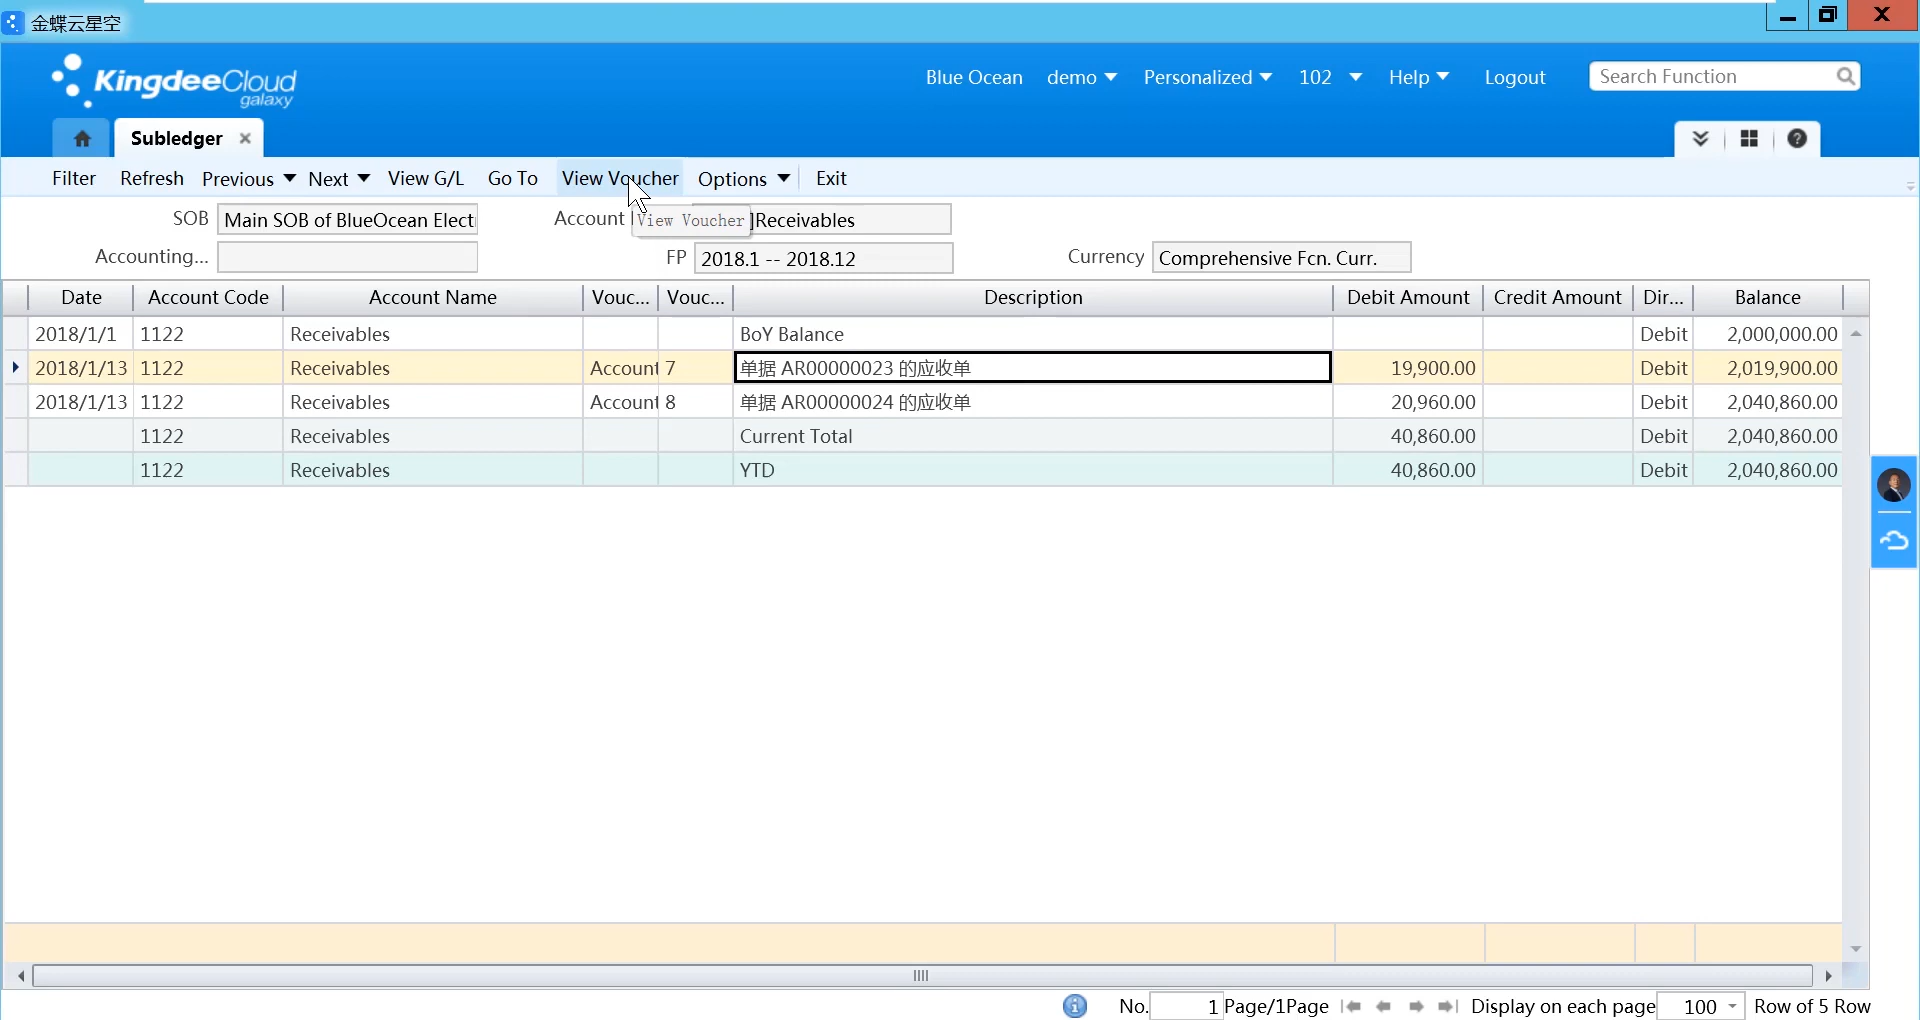 金蝶云星空
KingdeeCloud
galaxy
Blue Ocean demo Personalized 102 Help Logout Search Function
Subledger
Filter Refresh Previous Next View G/L Go To View Voucher Options Exit
SOB Main SOB of BlueOcean Elect Account ]Receivables
View Voucher
Accounting... FP 2018.1 -- 2018.12 Currency Comprehensive Fcn. Curr.
Date Account Code Account Name Vouc... Vouc... Description Debit Amount Credit Amount Dir... Balance
2018/1/1 1122 Receivables BoY Balance Debit 2,000,000.00
2018/1/13 1122 Receivables Account 7 单据 AR00000023 的应收单 19,900.00 Debit 2,019,900.00
2018/1/13 1122 Receivables Account 8 单据 AR00000024 的应收单 20,960.00 Debit 2,040,860.00
1122 Receivables Current Total 40,860.00 Debit 2,040,860.00
1122 Receivables YTD 40,860.00 Debit 2,040,860.00
No. 1 Page/1Page Display on each page 100 Row of 5 Row